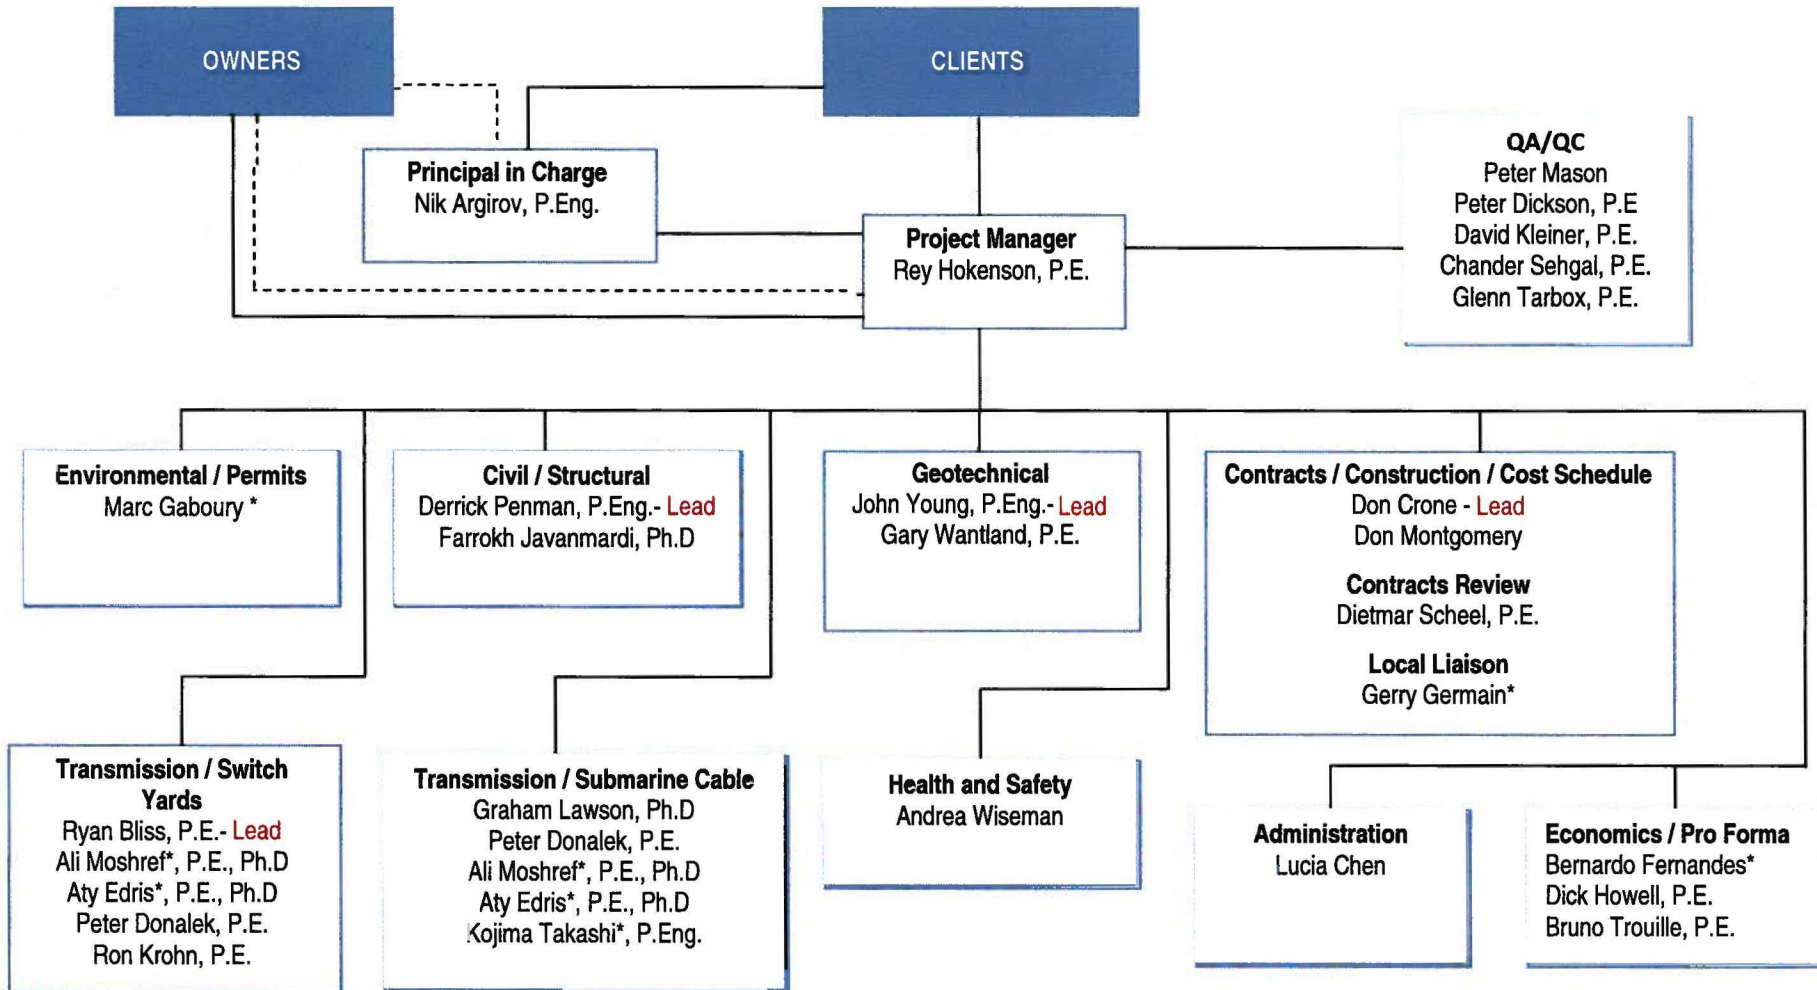 OWNERS
CLIENTS
Principal in Charge
Nik Argirov, P.Eng.
Project Manager
Rey Hokenson, P.E.
QA/QC
Peter Mason
Peter Dickson, P.E
David Kleiner, P.E.
Chander Sehgal, P.E.
Glenn Tarbox, P.E.
Environmental / Permits
Marc Gaboury *
Civil / Structural
Derrick Penman, P.Eng.- Lead
Farrokh Javanmardi, Ph.D
Geotechnical
John Young, P.Eng.- Lead
Gary Wantland, P.E.
Contracts / Construction / Cost Schedule
Don Crone - Lead
Don Montgomery
Contracts Review
Dietmar Scheel, P.E.
Local Liaison
Gerry Germain*
Transmission / Switch
Yards
Ryan Bliss, P.E.- Lead
Ali Moshref*, P.E., Ph.D
Aty Edris*, P.E., Ph.D
Peter Donalek, P.E.
Ron Krohn, P.E.
Transmission / Submarine Cable
Graham Lawson, Ph.D
Peter Donalek, P.E.
Ali Moshref*, P.E., Ph.D
Aty Edris*, P.E., Ph.D
Kojima Takashi*, P.Eng.
Health and Safety
Andrea Wiseman
Administration
Lucia Chen
Economics / Pro Forma
Bernardo Fernandes*
Dick Howell, P.E.
Bruno Trouille, P.E.